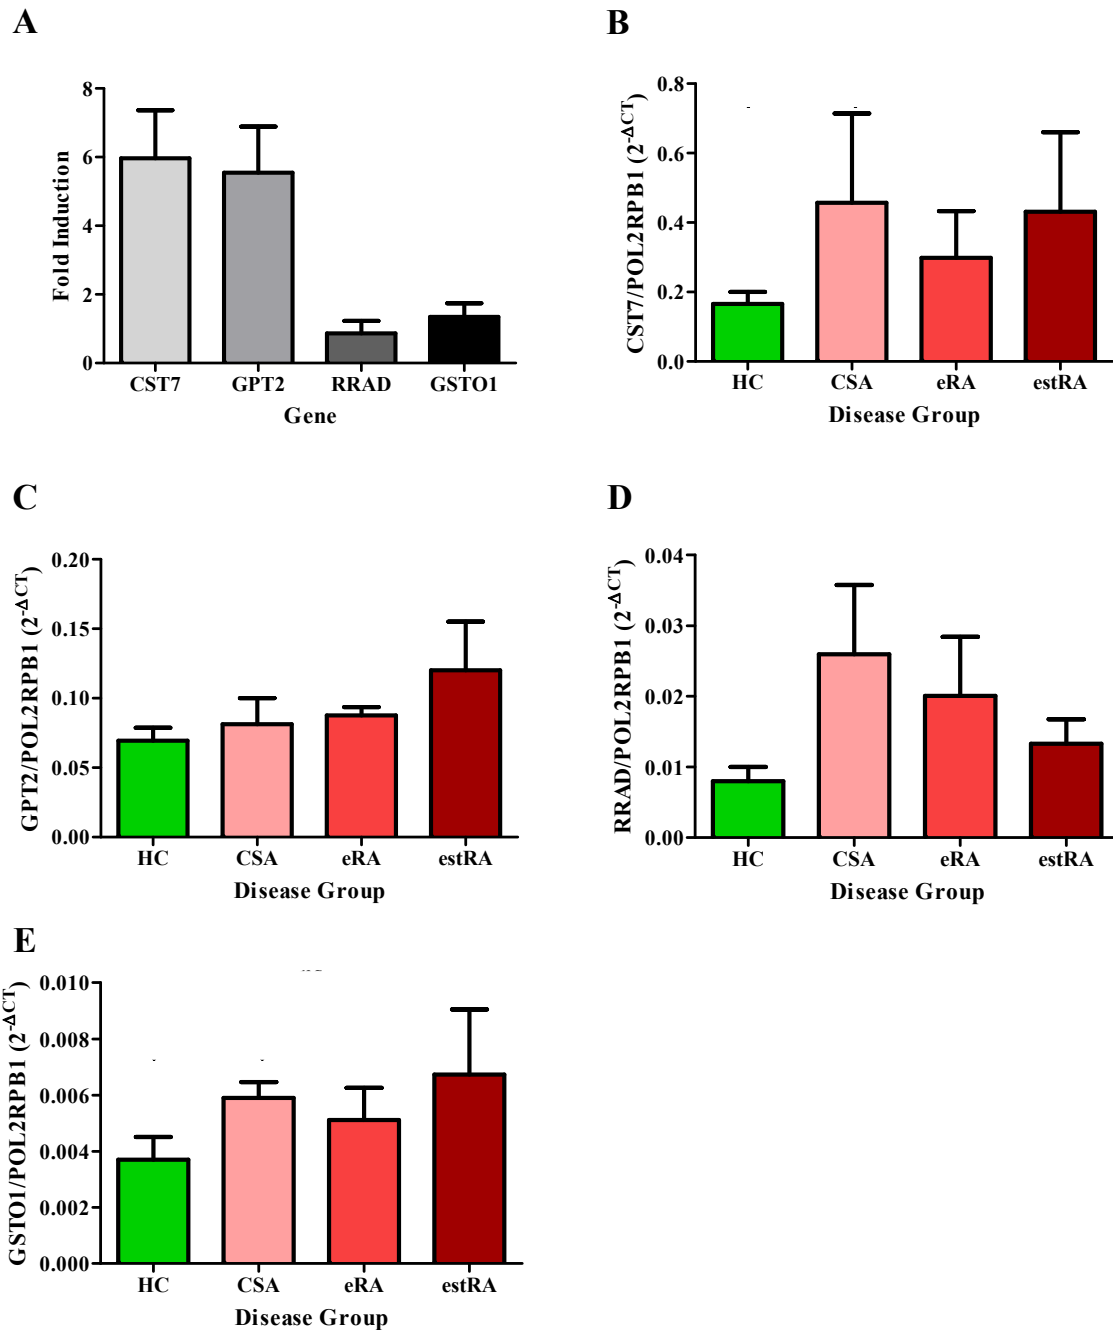 A
Fold Induction
8
6
4
2
0
CST7 GPT2 RRAD GSTO1
Gene
B
CST7/POL2RPB1 (2^-ΔCT)
0.8
0.6
0.4
0.2
0.0
HC CSA eRA estRA
Disease Group
C
GPT2/POL2RPB1 (2^-ΔCT)
0.20
0.15
0.10
0.05
0.00
HC CSA eRA estRA
Disease Group
D
RRAD/POL2RPB1 (2^-ΔCT)
0.04
0.03
0.02
0.01
0.00
HC CSA eRA estRA
Disease Group
E
GSTO1/POL2RPB1 (2^-ΔCT)
0.010
0.008
0.006
0.004
0.002
0.000
HC CSA eRA estRA
Disease Group